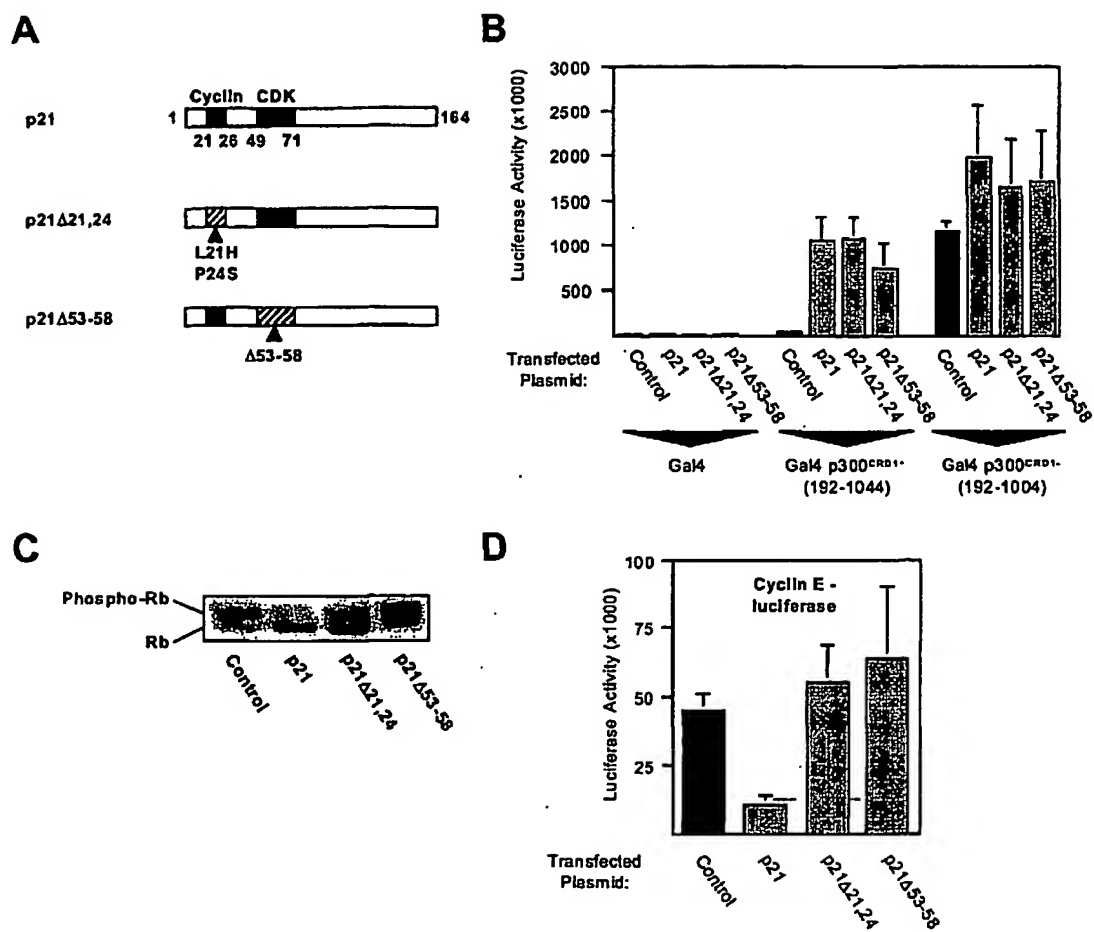 A
Cyclin CDK
p21 1 164
21 26 49 71
p21Δ21,24
L21H
P24S
p21Δ53-58
Δ53-58
B
Luciferase Activity (x1000)
3000
2500
2000
1500
1000
500
Transfected
Plasmid:
Control p21 p21Δ21,24 p21Δ53-58
Control p21 p21Δ21,24 p21Δ53-58
Control p21 p21Δ21,24 p21Δ53-58
Gal4
Gal4 p300CRD1+
(192-1044)
Gal4 p300CRD1-
(192-1004)
C
Phospho-Rb
Rb
Control p21 p21Δ21,24 p21Δ53-58
D
Luciferase Activity (x1000)
100
75
50
25
Cyclin E -
luciferase
Transfected
Plasmid:
Control p21 p21Δ21,24 p21Δ53-58